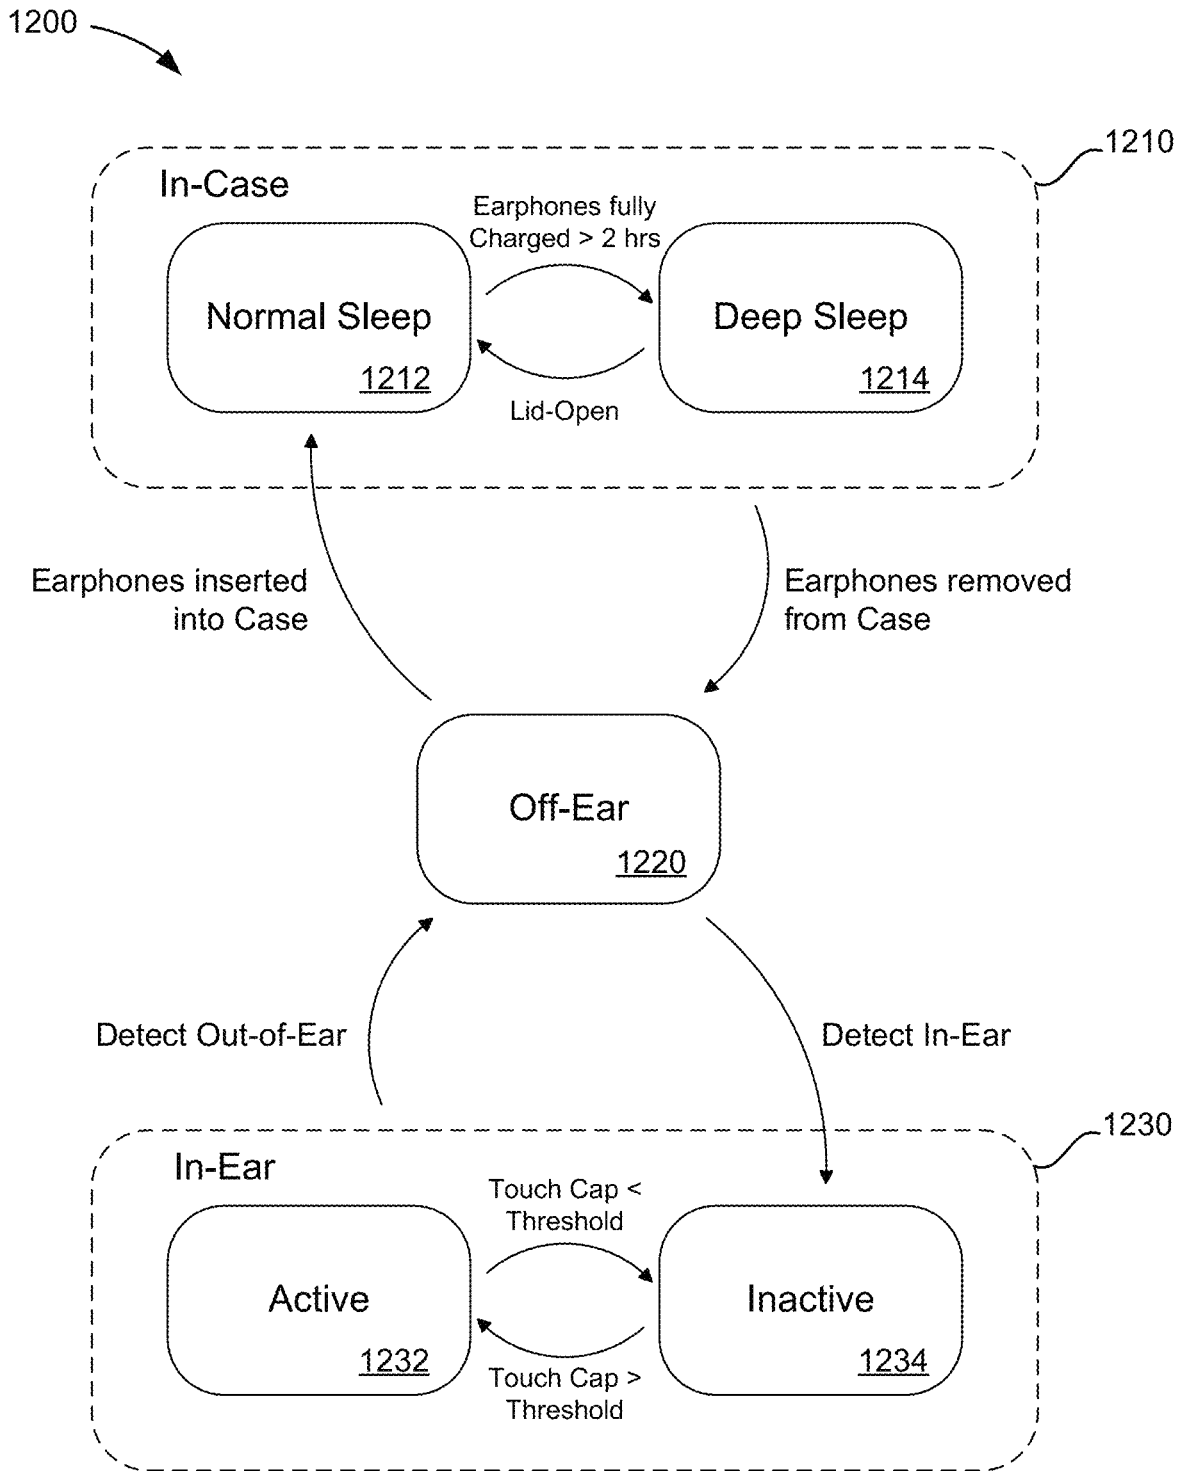 1200
1210
In-Case
Earphones fully
Charged > 2 hrs
Normal Sleep
1212
Deep Sleep
1214
Lid-Open
Earphones inserted
into Case
Earphones removed
from Case
Off-Ear
1220
Detect Out-of-Ear
Detect In-Ear
1230
In-Ear
Touch Cap <
Threshold
Active
1232
Inactive
1234
Touch Cap >
Threshold